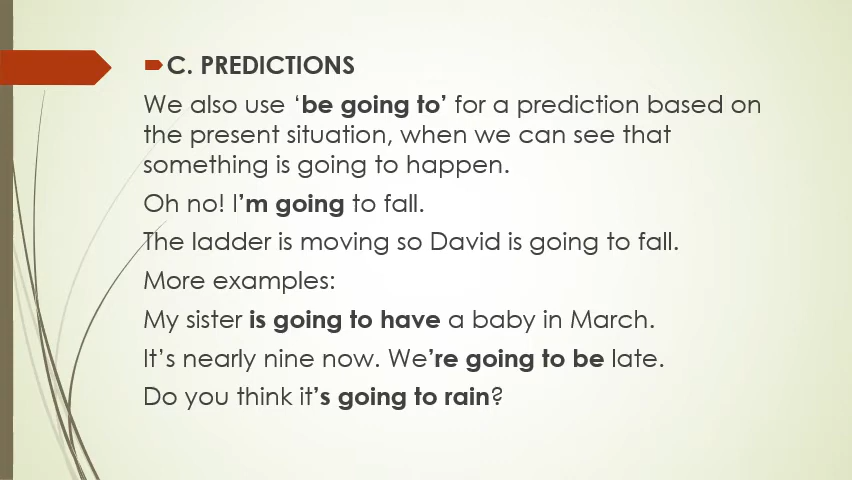 C. PREDICTIONS
We also use ‘be going to’ for a prediction based on
the present situation, when we can see that
something is going to happen.
Oh no! I’m going to fall.
The ladder is moving so David is going to fall.
More examples:
My sister is going to have a baby in March.
It’s nearly nine now. We’re going to be late.
Do you think it’s going to rain?